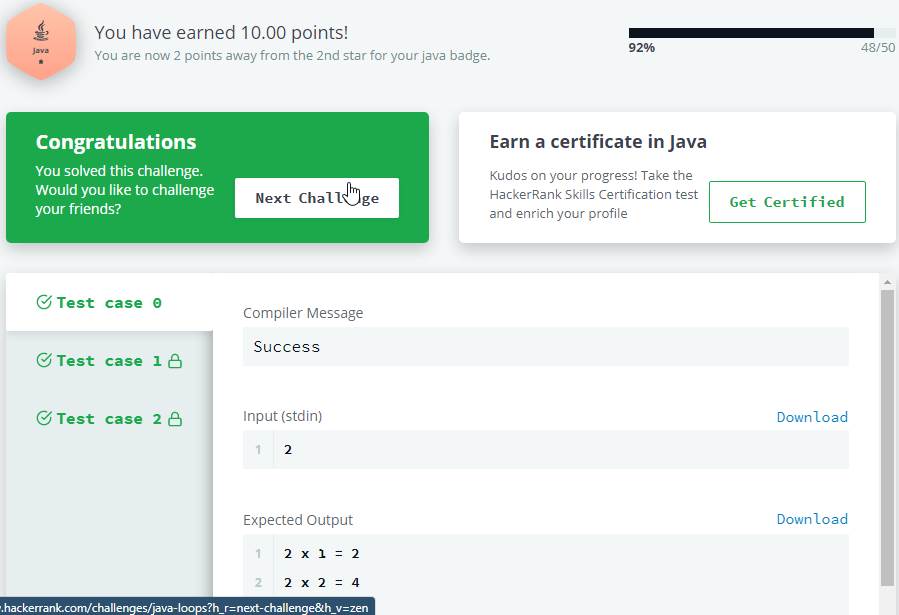 You have earned 10.00 points!
You are now 2 points away from the 2nd star for your java badge.
Java
92%
48/50
Congratulations
You solved this challenge.
Would you like to challenge
your friends?
Next Challenge
Earn a certificate in Java
Kudos on your progress! Take the
HackerRank Skills Certification test
and enrich your profile
Get Certified
Test case 0
Test case 1
Test case 2
Compiler Message
Success
Input (stdin)
Download
1 2
Expected Output
Download
1 2 x 1 = 2
2 2 x 2 = 4
.hackerrank.com/challenges/java-loops?h_r=next-challenge&h_v=zen